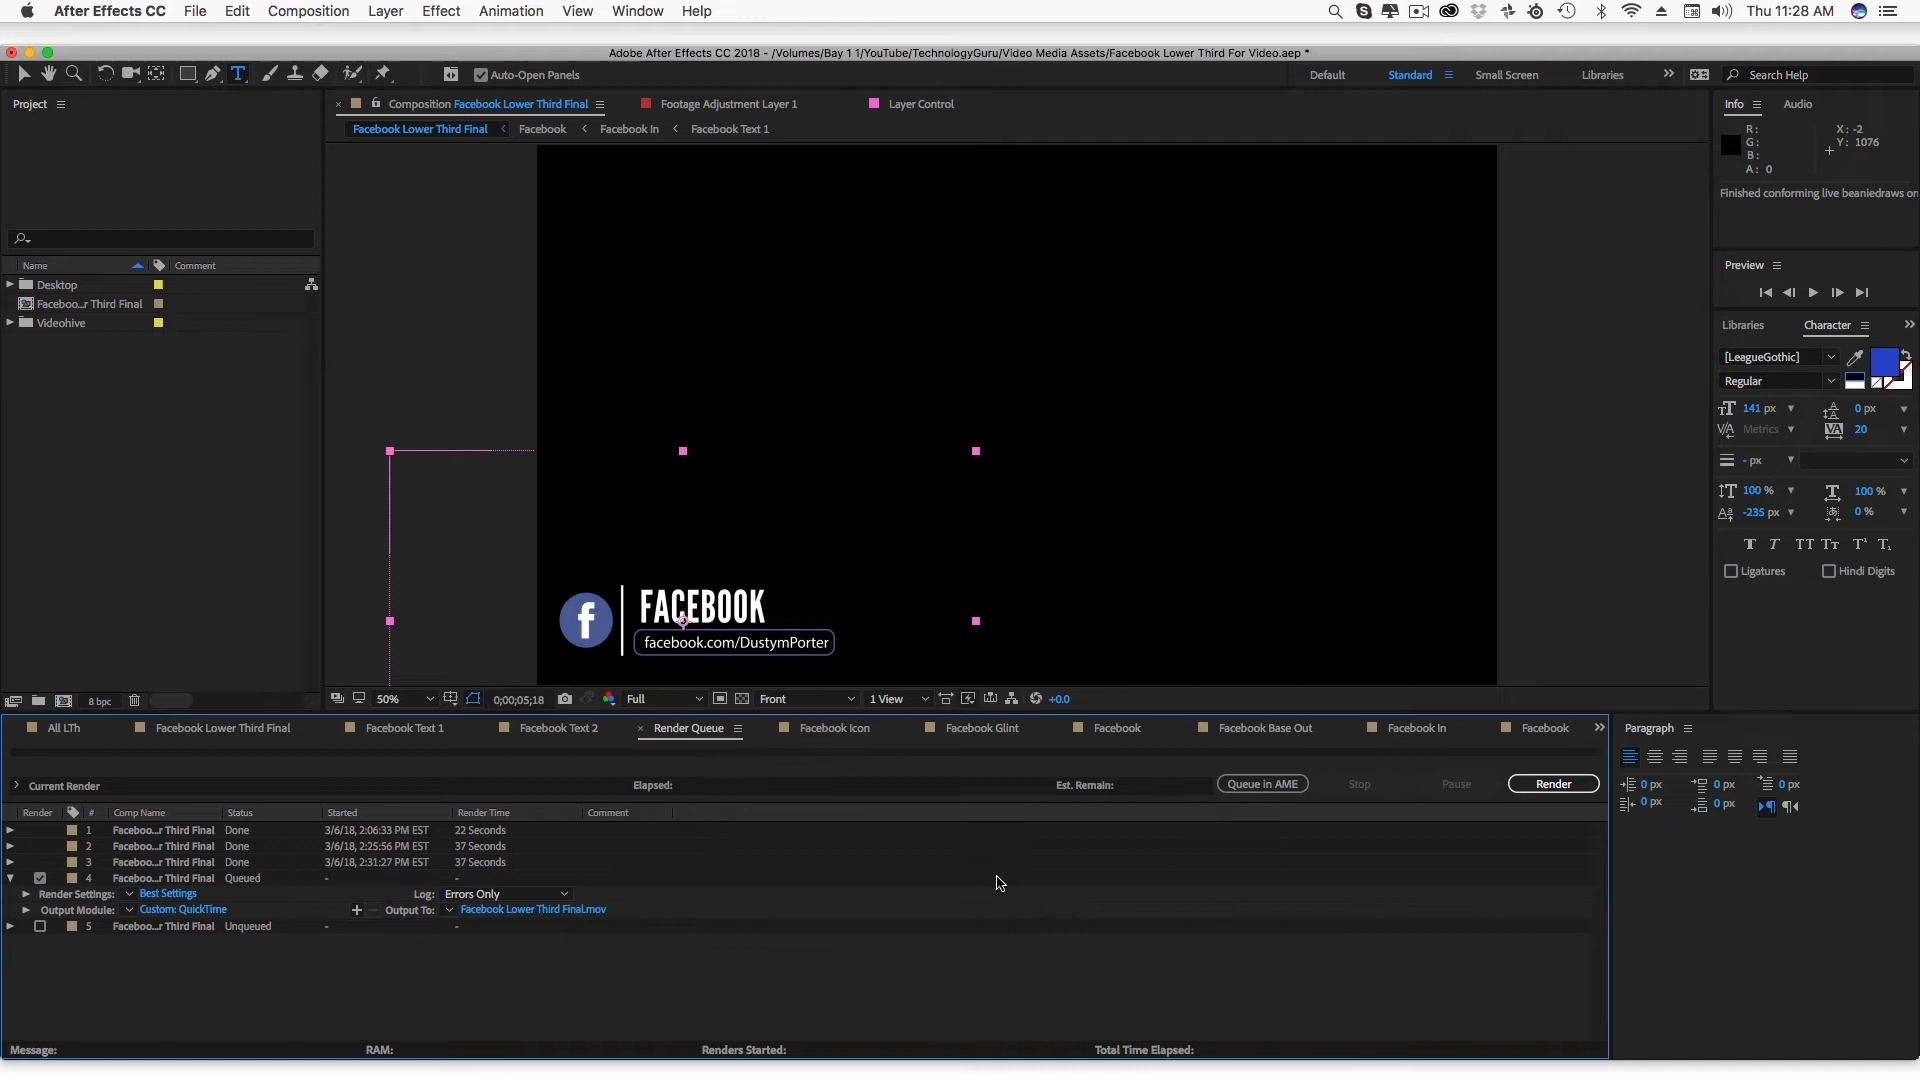 After Effects CC File Edit Composition Layer Effect Animation View Window Help Thu 11:28 AM
Adobe After Effects CC 2018 - /Volumes/Bay 1 1/YouTube/TechnologyGuru/Video Media Assets/Facebook Lower Third For Video.aep *
Auto-Open Panels Default Standard Small Screen Libraries Search Help
Project Composition Facebook Lower Third Final Footage Adjustment Layer 1 Layer Control Info Audio
Facebook Lower Third Final Facebook Facebook In Facebook Text 1
R: X: -2
G: Y: 1076
B:
A: 0
Finished conforming live beaniedraws on
Name Comment
Desktop
Faceboo...r Third Final
Videohive
Preview
Libraries Character
[LeagueGothic]
Regular
141 px 0 px
Metrics 20
- px
100 % 100 %
-235 px 0 %
Ligatures Hindi Digits
f FACEBOOK
facebook.com/DustymPorter
8 bpc 50% 0;00;05;18 Full Front 1 View +0.0
All LTh Facebook Lower Third Final Facebook Text 1 Facebook Text 2 Render Queue Facebook Icon Facebook Glint Facebook Facebook Base Out Facebook In Facebook
Paragraph
0 px 0 px 0 px
0 px 0 px
Current Render Elapsed: Est. Remain: Queue in AME Stop Pause Render
Render # Comp Name Status Started Render Time Comment
1 Faceboo...r Third Final Done 3/6/18, 2:06:33 PM EST 22 Seconds
2 Faceboo...r Third Final Done 3/6/18, 2:25:56 PM EST 37 Seconds
3 Faceboo...r Third Final Done 3/6/18, 2:31:27 PM EST 37 Seconds
4 Faceboo...r Third Final Queued - -
Render Settings: Best Settings Log: Errors Only
Output Module: Custom: QuickTime Output To: Facebook Lower Third Final.mov
5 Faceboo...r Third Final Unqueued - -
Message: RAM: Renders Started: Total Time Elapsed: